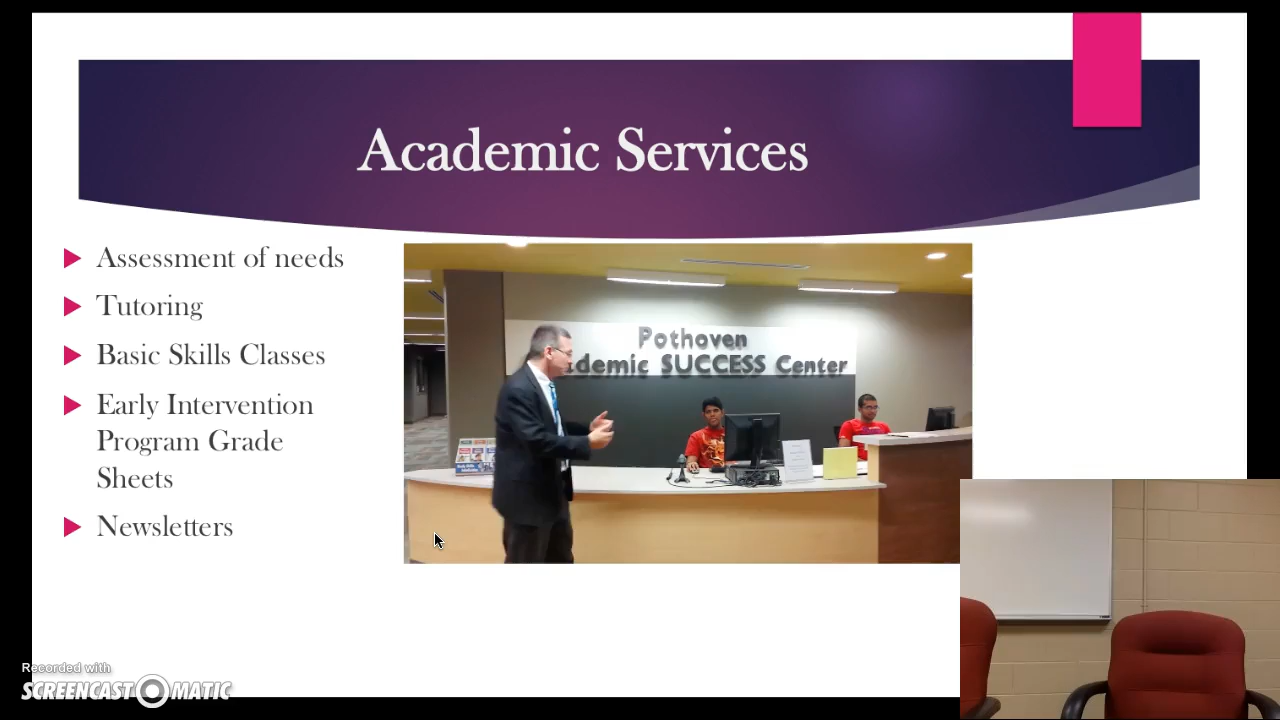 Academic Services
Assessment of needs
Tutoring
Basic Skills Classes
Early Intervention
Program Grade
Sheets
Newsletters
Pothoven
demic SUCCESS Center
Recorded with
SCREENCAST MATIC